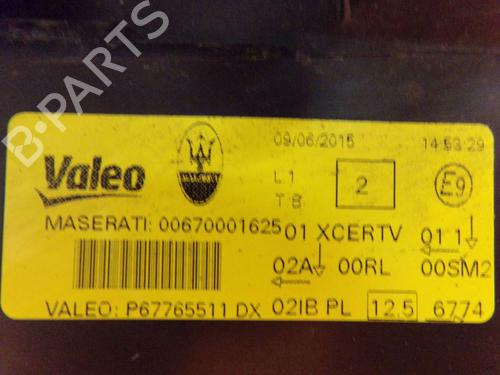 B-PARTS
Valeo
MASERATI
09/06/2015 14:53:29
L1 2 E9
T8
MASERATI: 00670001625
01 XCERTV 01 1
02A 00RL 00SM2
VALEO: P67765511 DX
02IB PL 12.5 6774